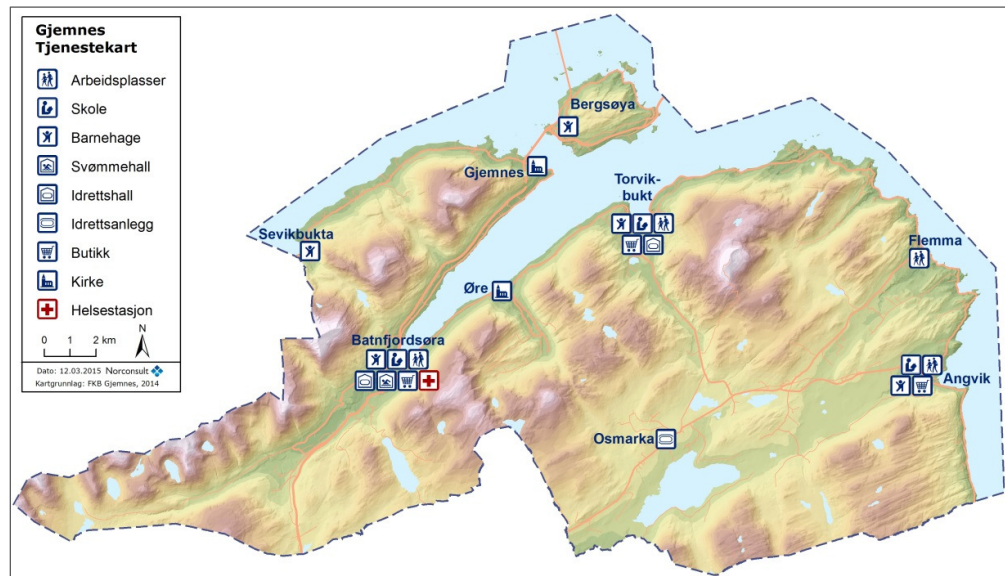 Gjemnes
Tjenestekart
Arbeidsplasser
Skole
Barnehage
Svømmehall
Idrettshall
Idrettsanlegg
Butikk
Kirke
Helsestasjon
0 1 2 km
N
Dato: 12.03.2015 Norconsult
Kartgrunnlag: FKB Gjemnes, 2014
Bergsøya
Gjemnes
Torvik-
bukt
Sevikbukta
Flemma
Øre
Batnfjordsøra
Angvik
Osmarka